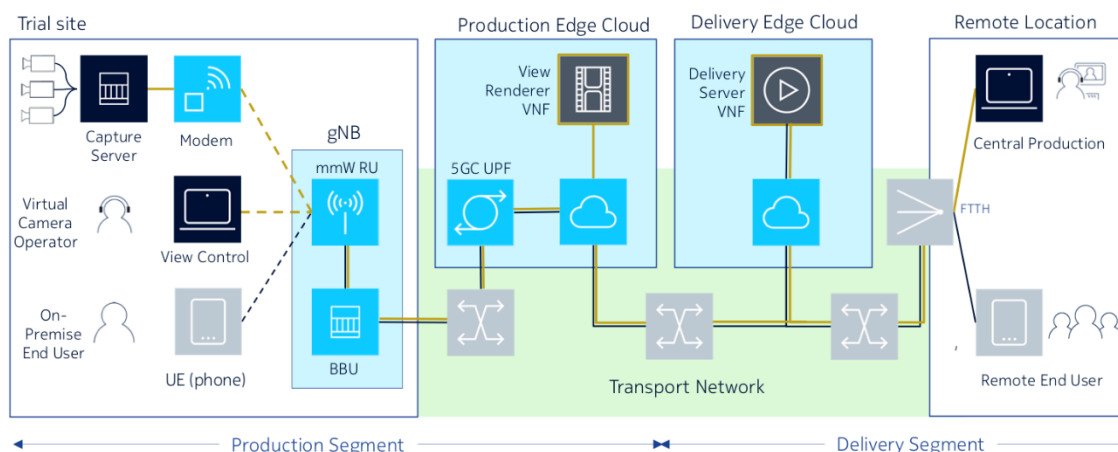 Trial site
Production Edge Cloud
Delivery Edge Cloud
Remote Location
View
Renderer
VNF
Delivery
Server
VNF
Capture
Server
Modem
gNB
mmW RU
5GC UPF
Central Production
Virtual
Camera
Operator
View Control
FTTH
On-
Premise
End User
UE (phone)
BBU
Transport Network
Remote End User
Production Segment
Delivery Segment